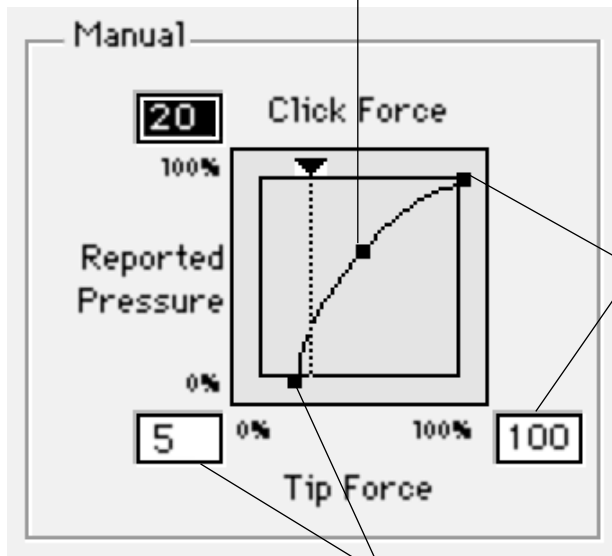 Manual
20 Click Force
100%
Reported
Pressure
0%
5 0% 100% 100
Tip Force